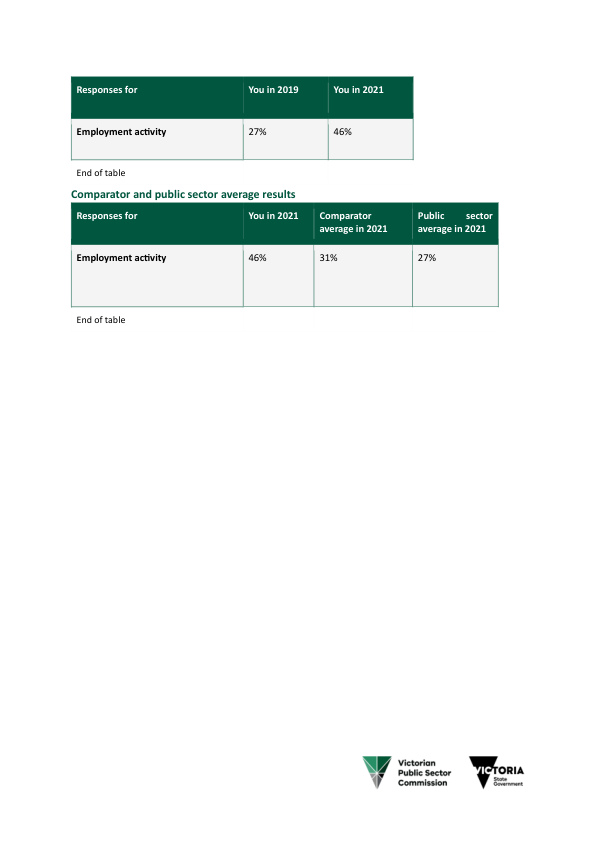 Responses for You in 2019 You in 2021
Employment activity 27% 46%
End of table
Comparator and public sector average results
Responses for You in 2021 Comparator average in 2021 Public sector average in 2021
Employment activity 46% 31% 27%
End of table
Victorian
Public Sector
Commission
VICTORIA
State
Government